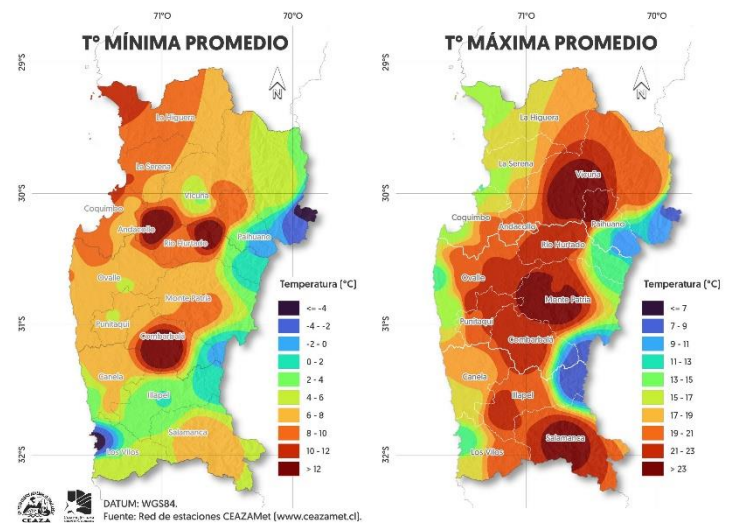 71°O
70°O
T° MÍNIMA PROMEDIO
29°S
N
La Higuera
La Serena
30°S
Vicuña
Coquimbo
Andacollo
Río Hurtado
Paihuano
Ovalle
Monte Patria
Punitaqui
31°S
Combarbalá
Canela
Illapel
Salamanca
Los Vilos
32°S
Temperatura [°C]
<= -4
-4 - -2
-2 - 0
0 - 2
2 - 4
4 - 6
6 - 8
8 - 10
10 - 12
> 12
71°O
70°O
T° MÁXIMA PROMEDIO
29°S
N
La Higuera
La Serena
30°S
Vicuña
Coquimbo
Andacollo
Río Hurtado
Paihuano
Ovalle
Monte Patria
Punitaqui
31°S
Combarbalá
Canela
Illapel
Salamanca
Los Vilos
32°S
Temperatura [°C]
<= 7
7 - 9
9 - 11
11 - 13
13 - 15
15 - 17
17 - 19
19 - 21
21 - 23
> 23
CEAZA
DATUM: WGS84.
Fuente: Red de estaciones CEAZAMet [www.ceazamet.cl].